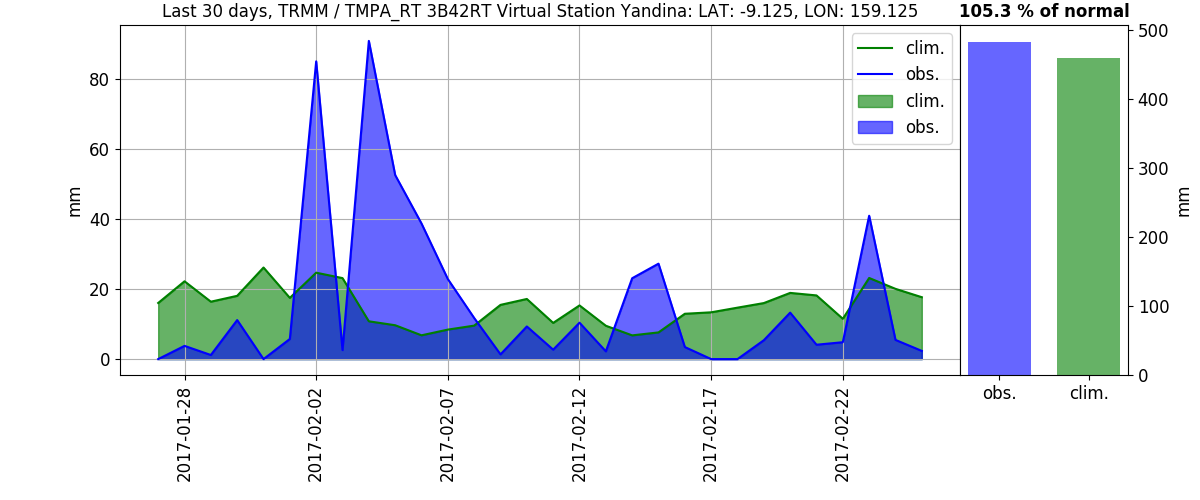 Last 30 days, TRMM / TMPA_RT 3B42RT Virtual Station Yandina: LAT: -9.125, LON: 159.125
105.3 % of normal
clim.
obs.
clim.
obs.
80
60
40
20
0
mm
2017-01-28
2017-02-02
2017-02-07
2017-02-12
2017-02-17
2017-02-22
500
400
300
200
100
0
mm
obs.
clim.